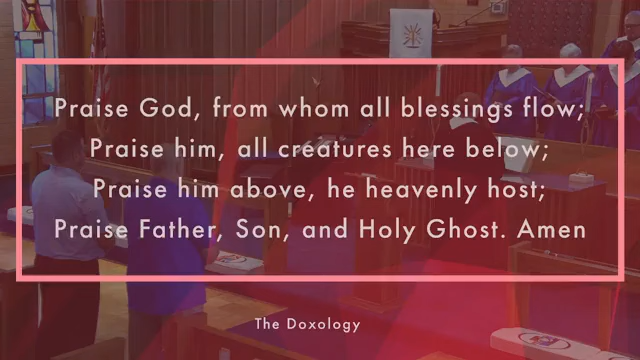 Praise God, from whom all blessings flow;
Praise him, all creatures here below;
Praise him above, he heavenly host;
Praise Father, Son, and Holy Ghost. Amen
The Doxology